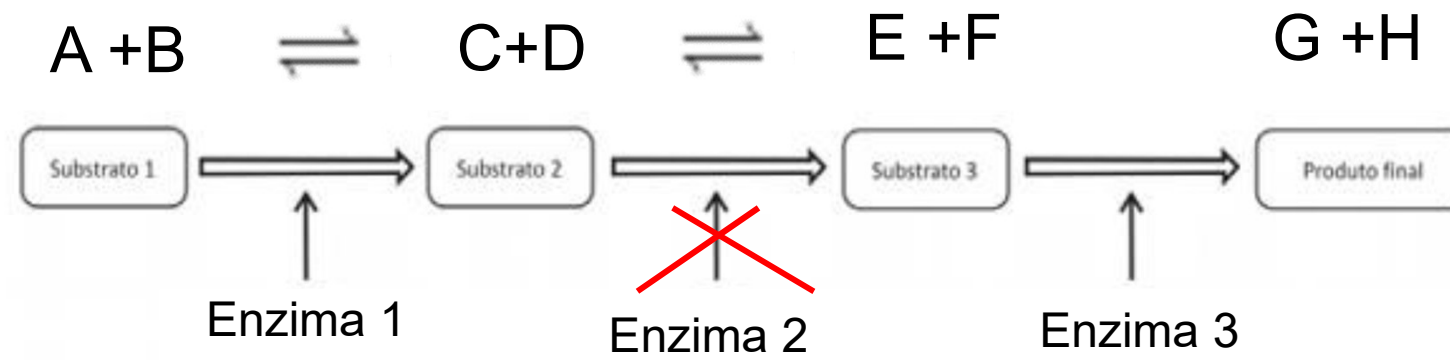 A +B ⇌ C+D ⇌ E +F G +H
Substrato 1 Substrato 2 Substrato 3 Produto final
Enzima 1 Enzima 2 Enzima 3